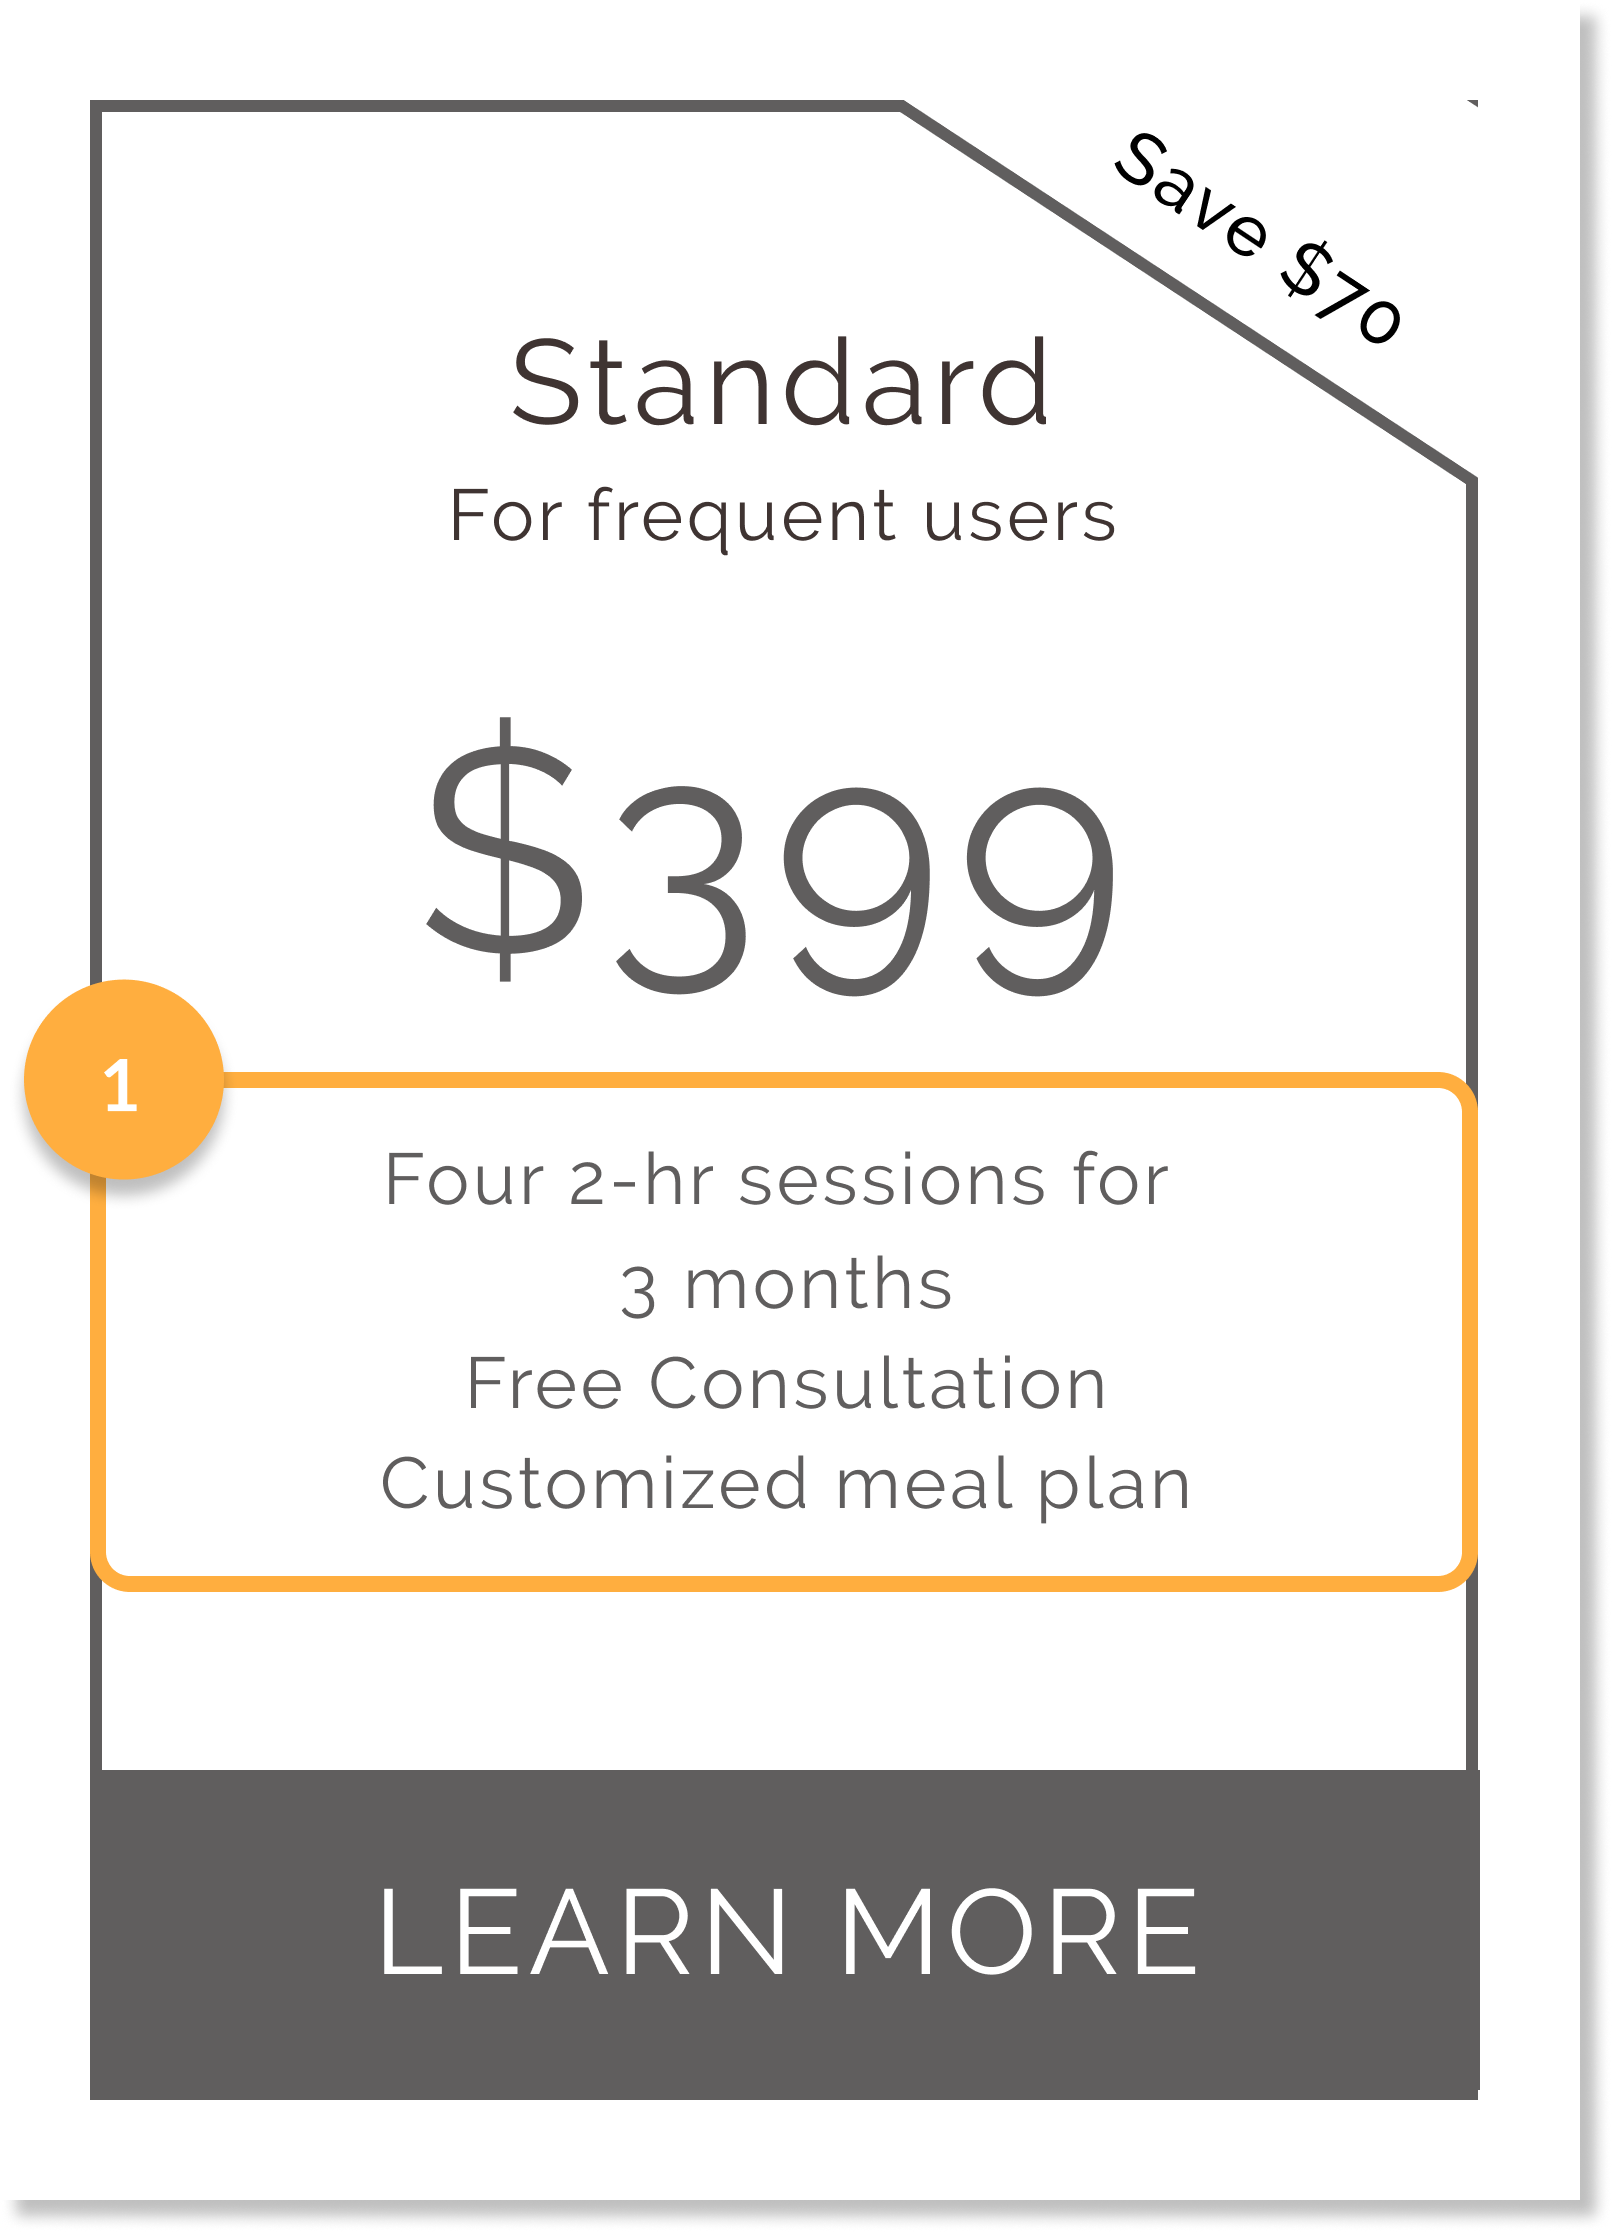 Save $70
Standard
For frequent users
$399
1
Four 2-hr sessions for
3 months
Free Consultation
Customized meal plan
LEARN MORE